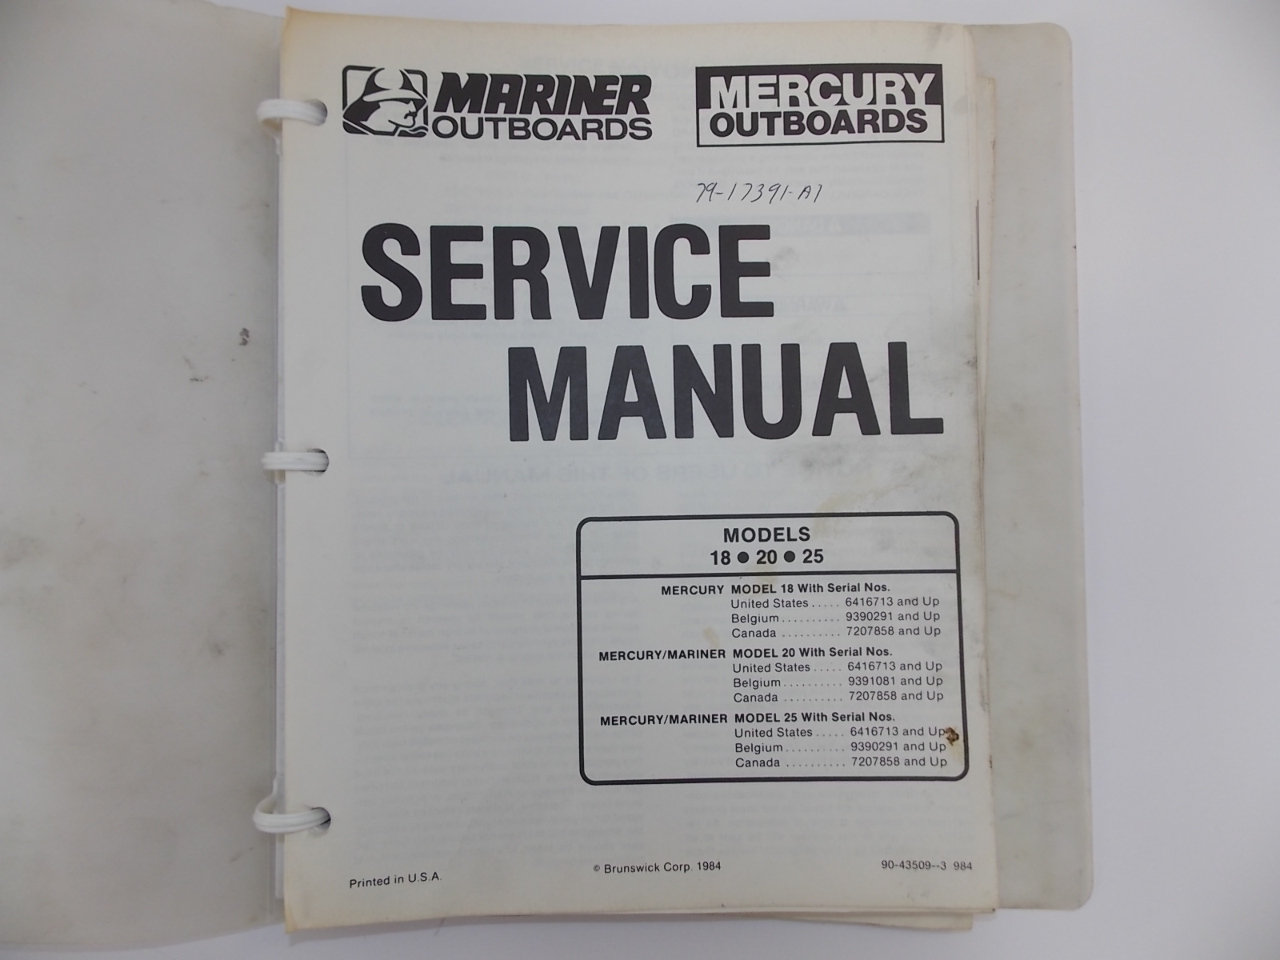 MARINER
OUTBOARDS
MERCURY
OUTBOARDS
79-17391-A1
SERVICE
MANUAL
MODELS
18 ● 20 ● 25
MERCURY MODEL 18 With Serial Nos.
United States ..... 6416713 and Up
Belgium .......... 9390291 and Up
Canada .......... 7207858 and Up
MERCURY/MARINER MODEL 20 With Serial Nos.
United States ..... 6416713 and Up
Belgium .......... 9391081 and Up
Canada .......... 7207858 and Up
MERCURY/MARINER MODEL 25 With Serial Nos.
United States ..... 6416713 and Up
Belgium .......... 9390291 and Up
Canada .......... 7207858 and Up
Printed in U.S.A.
© Brunswick Corp. 1984
90-43509--3 984